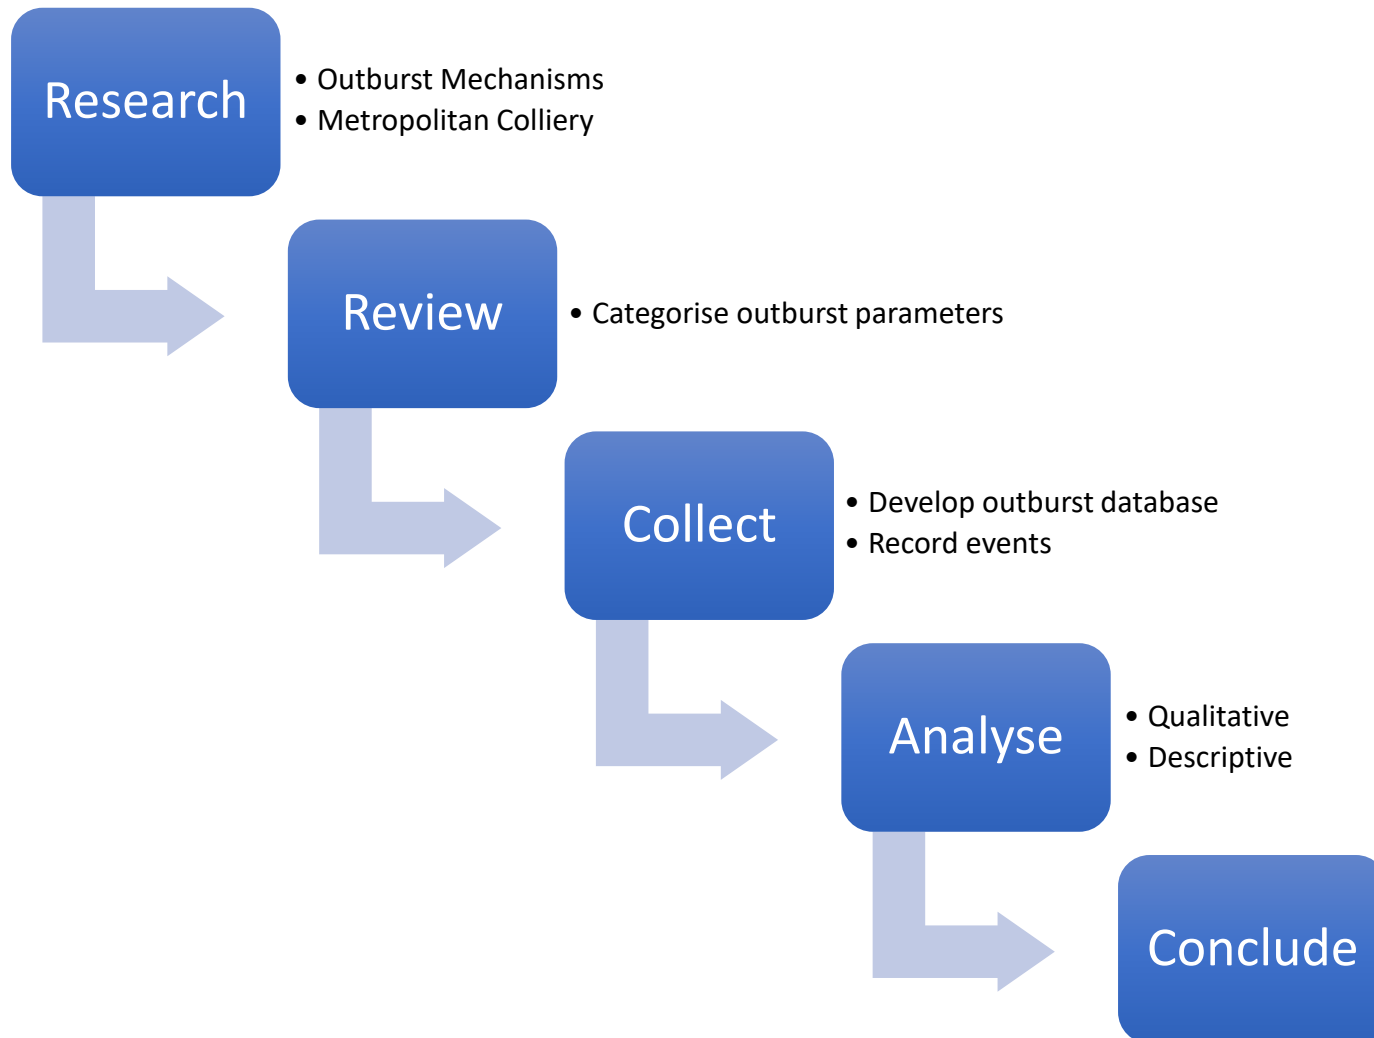 Research
• Outburst Mechanisms
• Metropolitan Colliery
Review
• Categorise outburst parameters
Collect
• Develop outburst database
• Record events
Analyse
• Qualitative
• Descriptive
Conclude